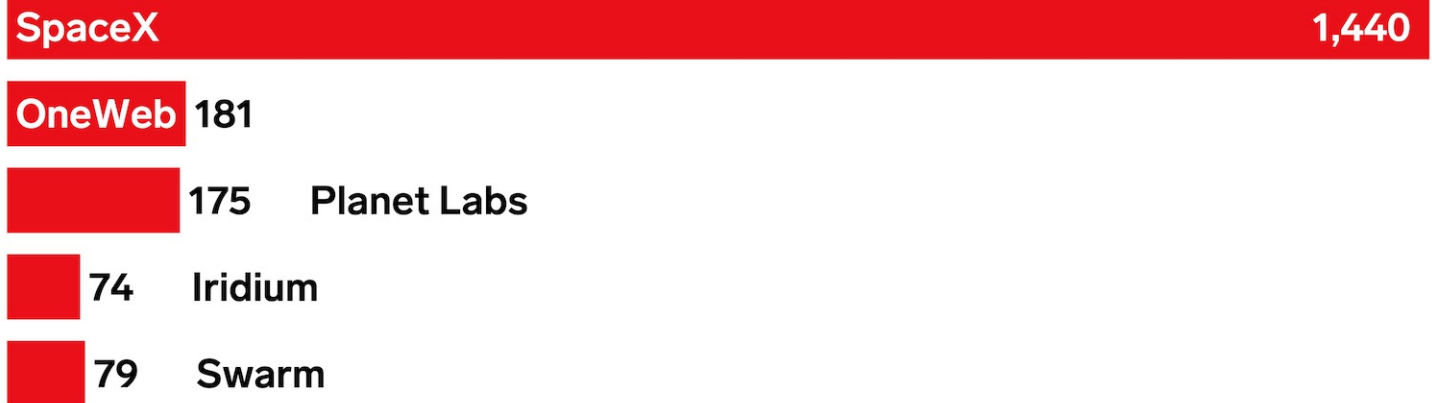 SpaceX 1,440
OneWeb 181
175 Planet Labs
74 Iridium
79 Swarm